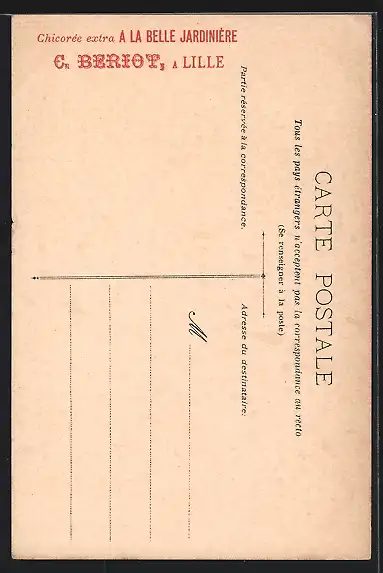 Chicorée extra A LA BELLE JARDINIÈRE
C. BERIOT, A LILLE
CARTE POSTALE
Tous les pays étrangers n'acceptent pas la correspondance au recto
(Se renseigner à la poste)
Partie réservée à la correspondance.
Adresse du destinataire.
M